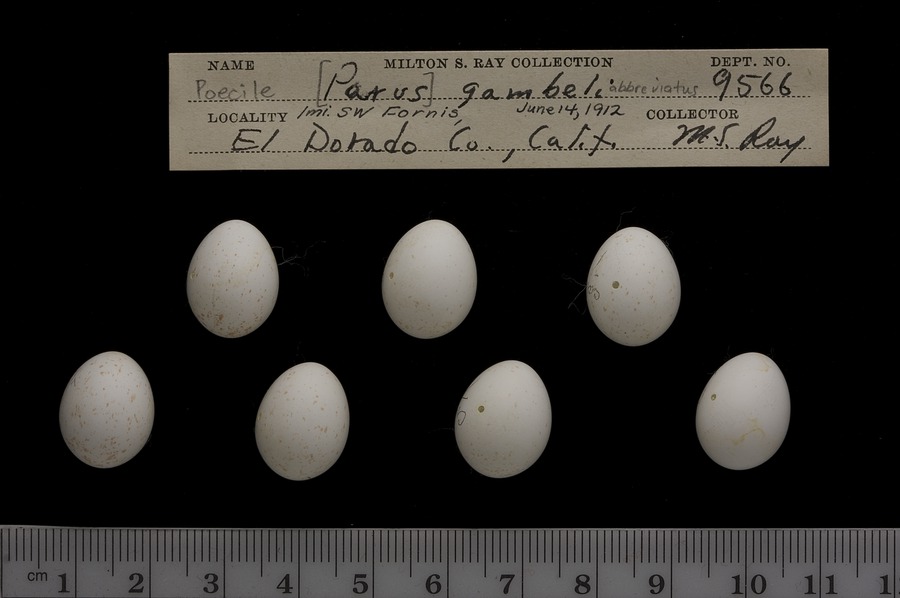 NAME MILTON S. RAY COLLECTION DEPT. NO.
Poecile [Parus] gambeli abbreviatus 9566
LOCALITY 1mi. SW Fornis, June 14, 1912 COLLECTOR
El Dorado Co., Calif. M.S. Ray
cm 1 2 3 4 5 6 7 8 9 10 11 1